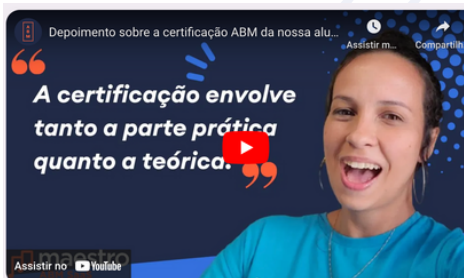 Depoimento sobre a certificação ABM da nossa alu...
Assistir m...
Compartilh
A certificação envolve
tanto a parte prática
quanto a teórica.
maestro
Assistir no YouTube